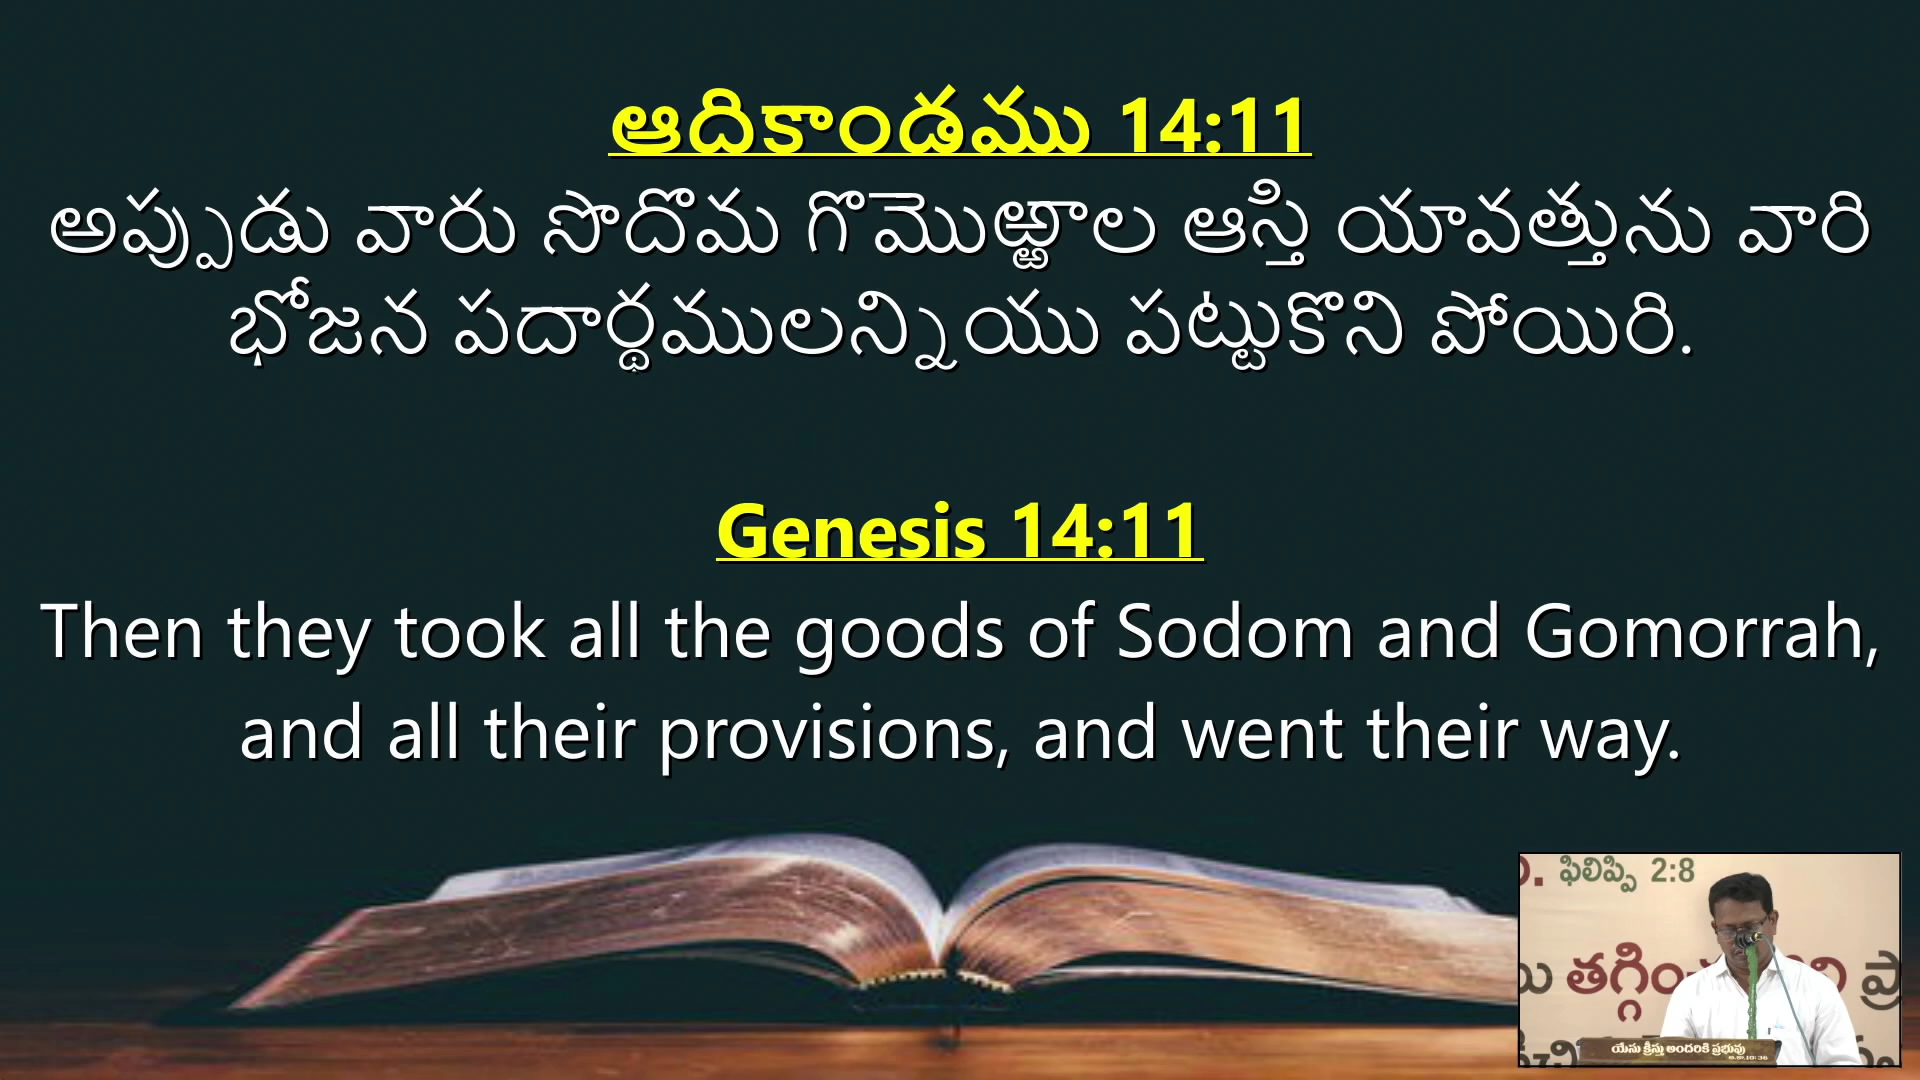 ఆదికాండము 14:11
అప్పుడు వారు సొదొమ గొమొఱ్ఱాల ఆస్తి యావత్తును వారి
భోజన పదార్థములన్నియు పట్టుకొని పోయిరి.
Genesis 14:11
Then they took all the goods of Sodom and Gomorrah,
and all their provisions, and went their way.
ఫిలిప్పి 2:8
యేసు క్రీస్తు అందరికి ప్రభువు